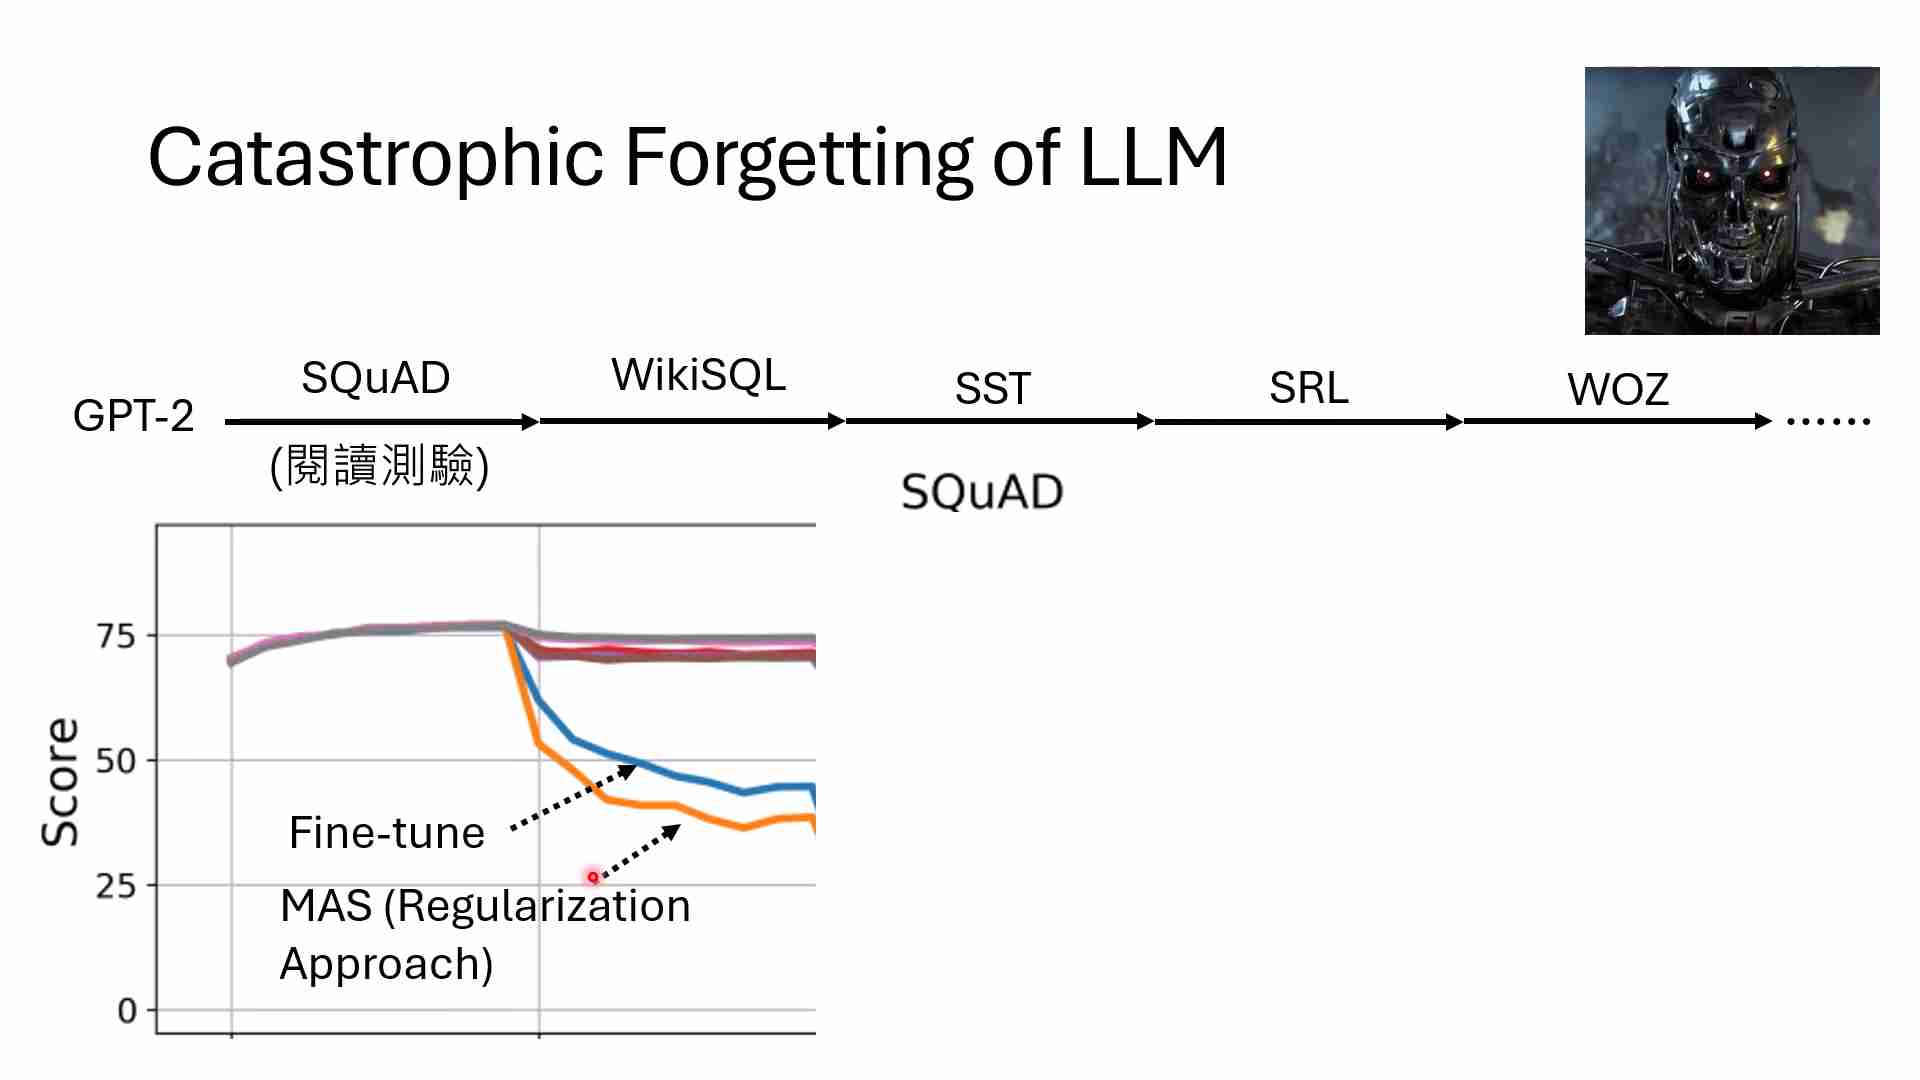 Catastrophic Forgetting of LLM
GPT-2
SQuAD
WikiSQL
SST
SRL
WOZ
......
(閱讀測驗)
SQuAD
Score
75
50
25
0
Fine-tune
MAS (Regularization
Approach)